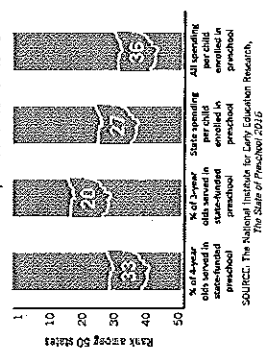 Rank among 50 states
1
10
20
30
40
50
33
20
27
36
% of 4-year
olds served in
state-funded
preschool
% of 3-year
olds served in
state-funded
preschool
State spending
per child
enrolled in
preschool
All spending
per child
enrolled in
preschool
SOURCE: The National Institute for Early Education Research,
The State of Preschool 2016